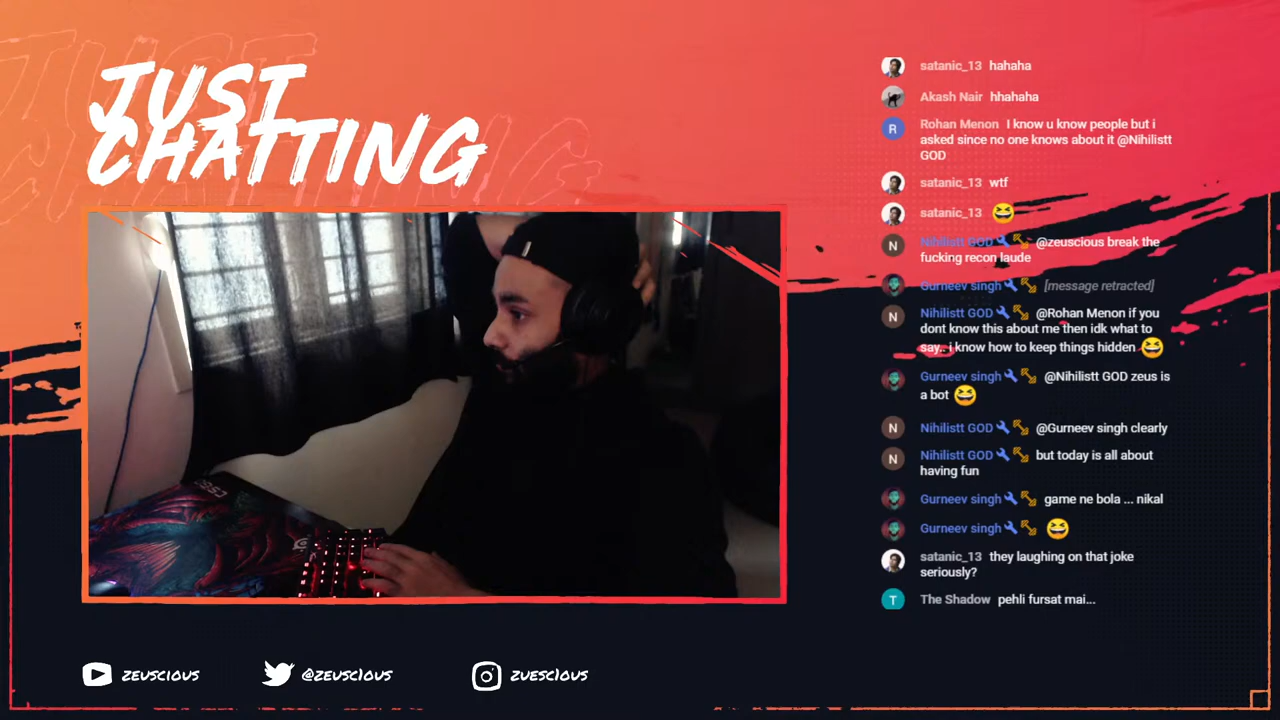 JUST
CHATTING
satanic_13 hahaha
Akash Nair hhahaha
Rohan Menon I know u know people but i
asked since no one knows about it @Nihilistt
GOD
satanic_13 wtf
satanic_13 😆
N Nihilistt GOD @zeuscious break the
fucking recon laude
Gurneev singh [message retracted]
N Nihilistt GOD @Rohan Menon if you
dont know this about me then idk what to
say.. i know how to keep things hidden 😆
Gurneev singh @Nihilistt GOD zeus is
a bot 😆
N Nihilistt GOD @Gurneev singh clearly
N Nihilistt GOD but today is all about
having fun
Gurneev singh game ne bola ... nikal
Gurneev singh 😆
satanic_13 they laughing on that joke
seriously?
T The Shadow pehli fursat mai...
ZEUSCIOUS
@ZEUSC1OUS
ZUESC1OUS